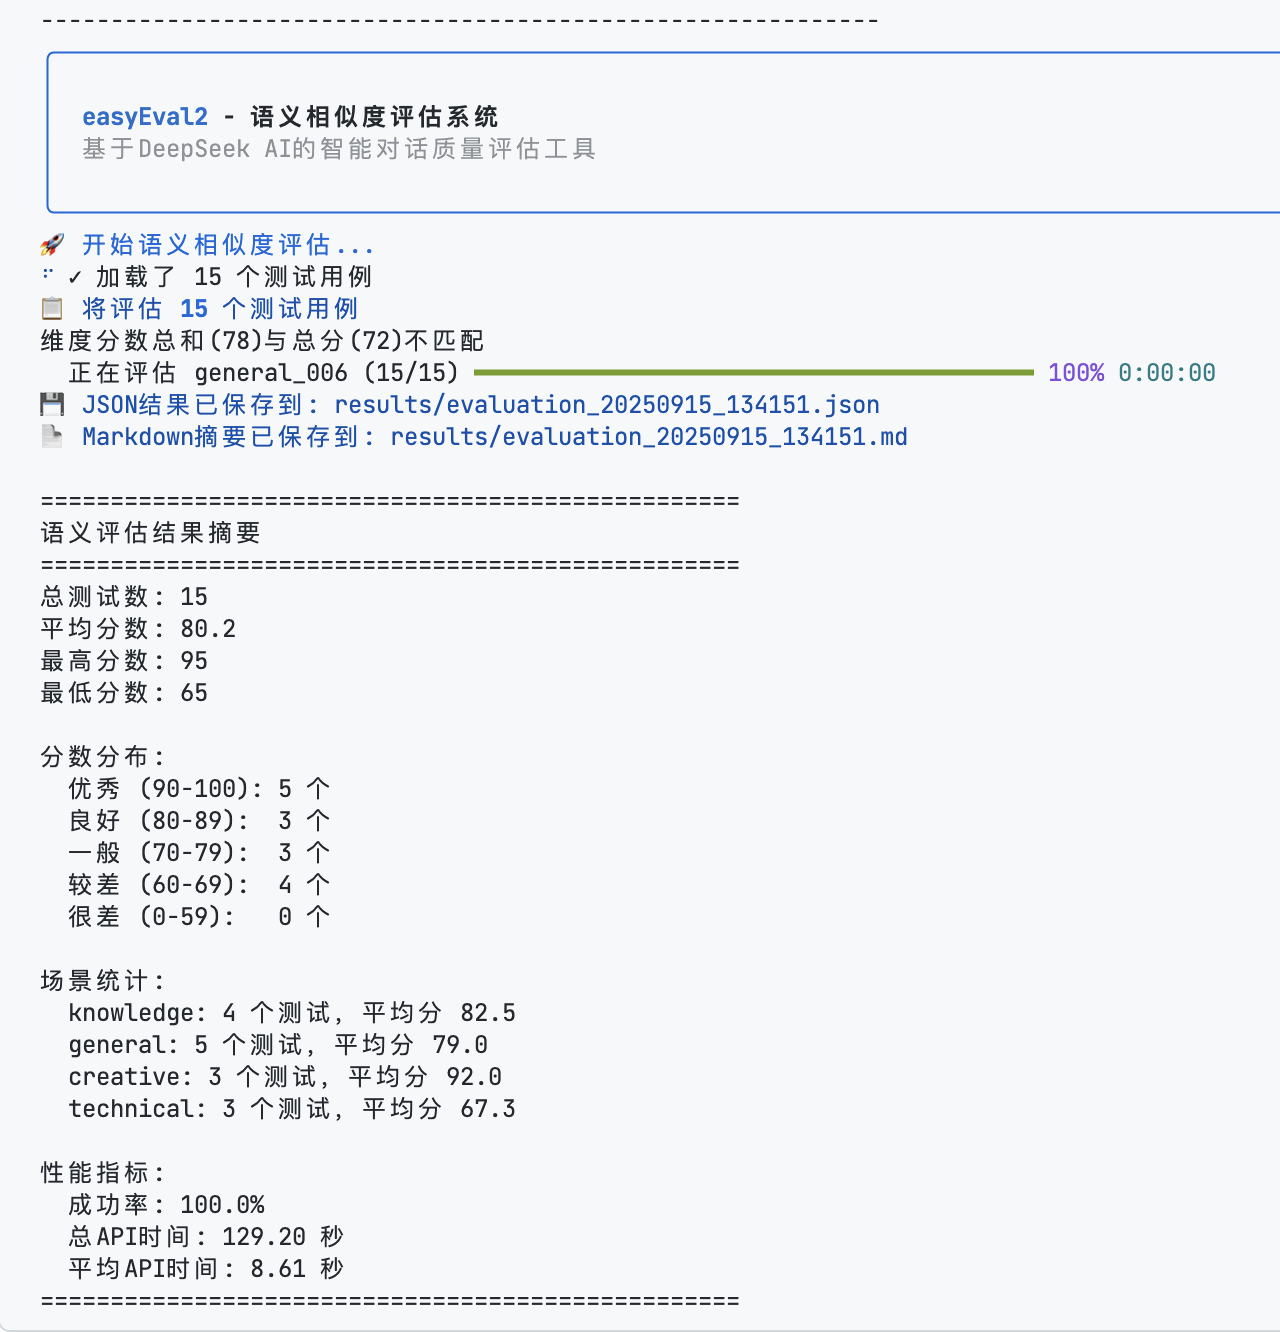 ------------------------------------------------------------
easyEval2 - 语义相似度评估系统
基于DeepSeek AI的智能对话质量评估工具
🚀 开始语义相似度评估...
⠋ ✓ 加载了 15 个测试用例
📋 将评估 15 个测试用例
维度分数总和(78)与总分(72)不匹配
正在评估 general_006 (15/15) 100% 0:00:00
💾 JSON结果已保存到: results/evaluation_20250915_134151.json
📄 Markdown摘要已保存到: results/evaluation_20250915_134151.md
==================================================
语义评估结果摘要
==================================================
总测试数: 15
平均分数: 80.2
最高分数: 95
最低分数: 65
分数分布:
优秀 (90-100): 5 个
良好 (80-89): 3 个
一般 (70-79): 3 个
较差 (60-69): 4 个
很差 (0-59): 0 个
场景统计:
knowledge: 4 个测试, 平均分 82.5
general: 5 个测试, 平均分 79.0
creative: 3 个测试, 平均分 92.0
technical: 3 个测试, 平均分 67.3
性能指标:
成功率: 100.0%
总API时间: 129.20 秒
平均API时间: 8.61 秒
==================================================